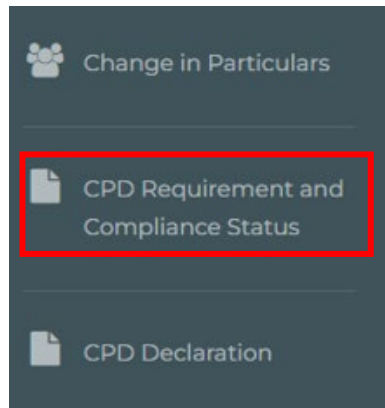 Change in Particulars
CPD Requirement and
Compliance Status
CPD Declaration